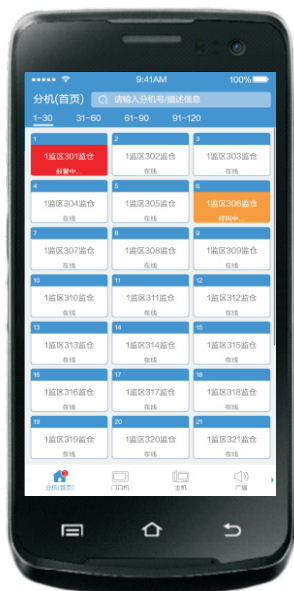 9:41AM 100%
分机(首页) 请输入分机号/描述信息
1-30 31-60 61-90 91-120
1 2 3
1监区301监仓 1监区302监仓 1监区303监仓
报警中... 在线 在线
4 5 6
1监区304监仓 1监区305监仓 1监区306监仓
在线 在线 呼叫中...
7 8 9
1监区307监仓 1监区308监仓 1监区309监仓
在线 在线 在线
10 11 12
1监区310监仓 1监区311监仓 1监区312监仓
在线 在线 在线
13 14 15
1监区313监仓 1监区314监仓 1监区315监仓
在线 在线 在线
16 17 18
1监区316监仓 1监区317监仓 1监区318监仓
在线 在线 在线
19 20 21
1监区319监仓 1监区320监仓 1监区321监仓
在线 在线 在线
分机(首页) 门口机 主机 广播